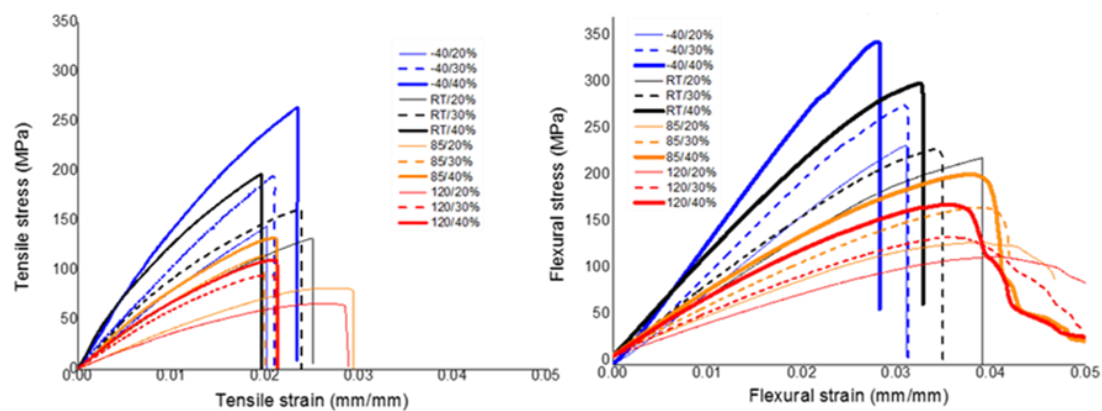 350
300
250
200
150
100
50
0
0.00 0.01 0.02 0.03 0.04 0.05
Tensile stress (MPa)
Tensile strain (mm/mm)
-40/20%
-40/30%
-40/40%
RT/20%
RT/30%
RT/40%
85/20%
85/30%
85/40%
120/20%
120/30%
120/40%
350
300
250
200
150
100
50
0
0.00 0.01 0.02 0.03 0.04 0.05
Flexural stress (MPa)
Flexural strain (mm/mm)
-40/20%
-40/30%
-40/40%
RT/20%
RT/30%
RT/40%
85/20%
85/30%
85/40%
120/20%
120/30%
120/40%